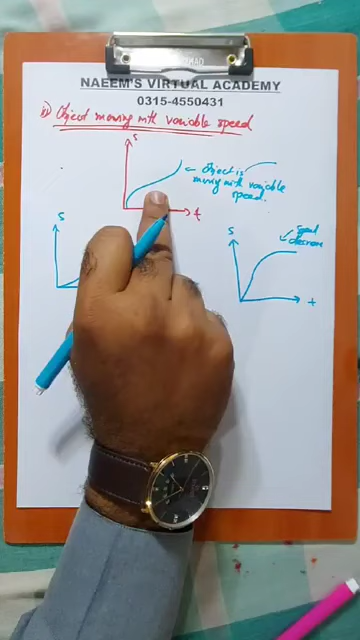 NAEEM'S VIRTUAL ACADEMY
0315-4550431
ii) Object moving with variable speed
S
← Object is
moving with variable
speed.
t
S
S
Speed
decrease
t